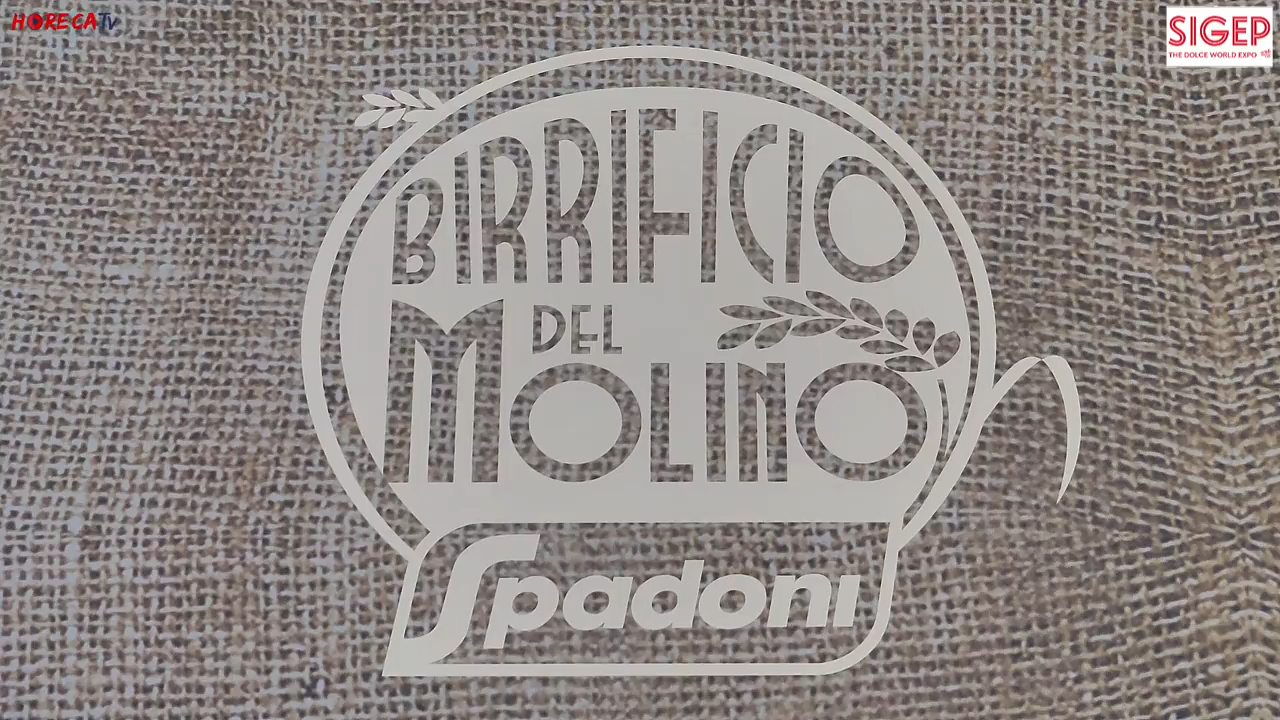 HORECATv
SIGEP
THE DOLCE WORLD EXPO
BIRRIFICIO
DEL
MOLINO
Spadoni